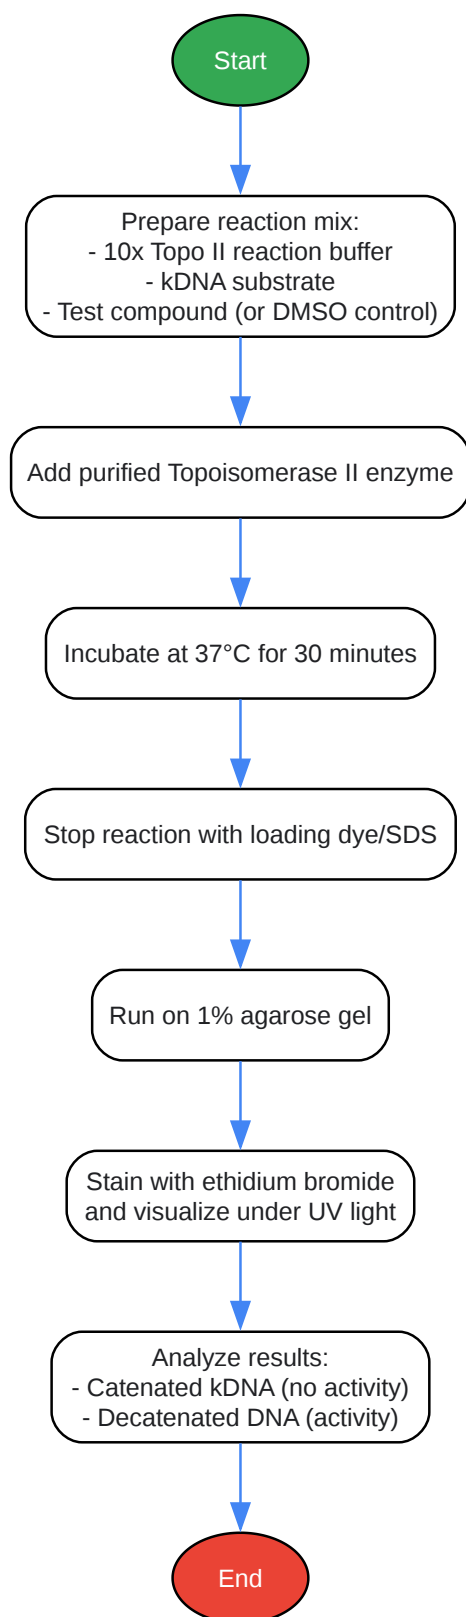 Start
Prepare reaction mix:
- 10x Topo II reaction buffer
- kDNA substrate
- Test compound (or DMSO control)
Add purified Topoisomerase II enzyme
Incubate at 37°C for 30 minutes
Stop reaction with loading dye/SDS
Run on 1% agarose gel
Stain with ethidium bromide
and visualize under UV light
Analyze results:
- Catenated kDNA (no activity)
- Decatenated DNA (activity)
End